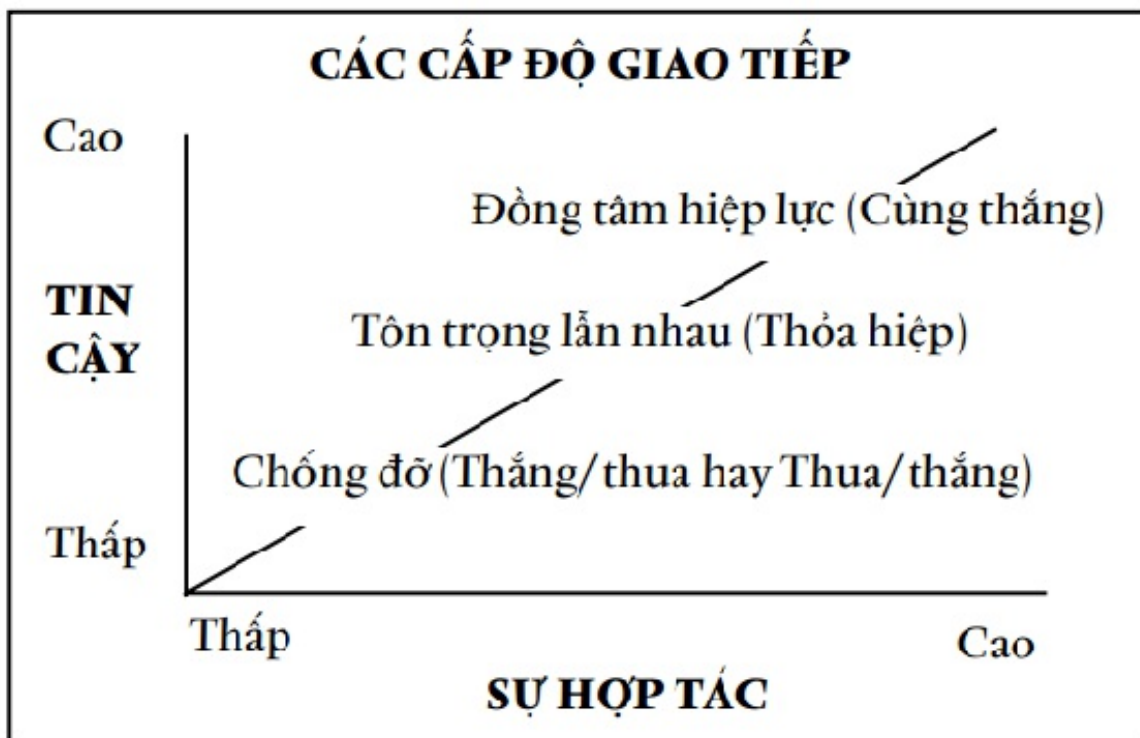 CÁC CẤP ĐỘ GIAO TIẾP
Cao
Đồng tâm hiệp lực (Cùng thắng)
TIN
CẬY
Tôn trọng lẫn nhau (Thỏa hiệp)
Chống đỡ (Thắng/thua hay Thua/thắng)
Thấp
Thấp
Cao
SỰ HỢP TÁC